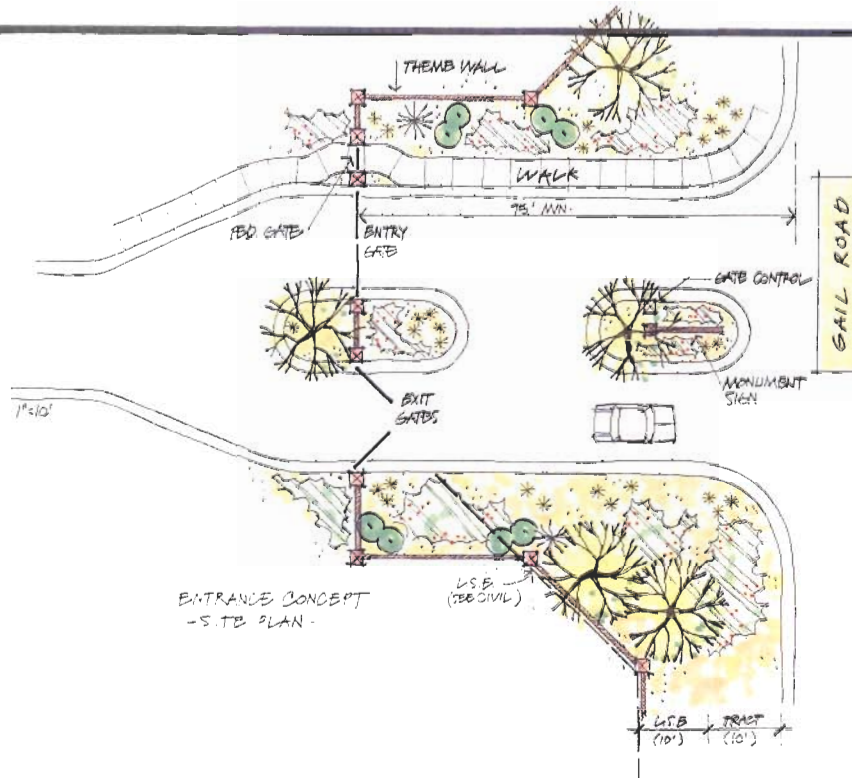 THEME WALL
WALK
95' MIN.
PED. GATE
ENTRY
GATE
GATE CONTROL
GAIL ROAD
MONUMENT
SIGN
EXIT
GATES
1"=10'
L.S.E.
(SEE CIVIL)
ENTRANCE CONCEPT
- SITE PLAN -
L.S.E
(10')
TRACT
(10')